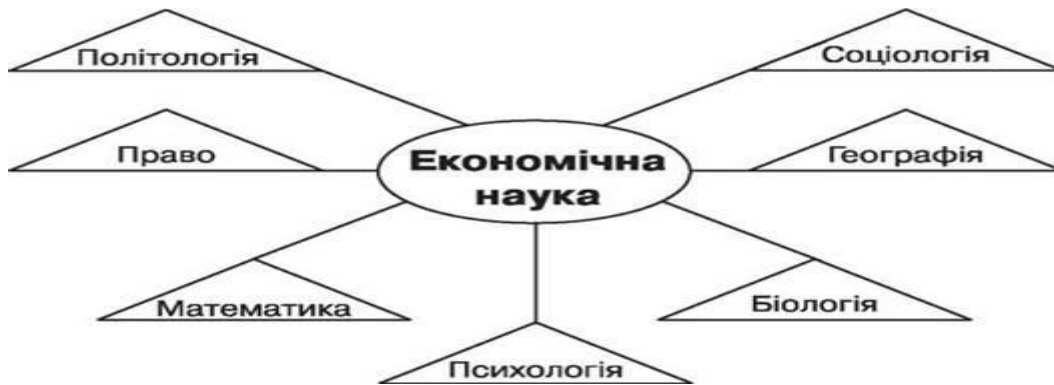 Політологія
Соціологія
Право
Економічна
наука
Географія
Математика
Біологія
Психологія